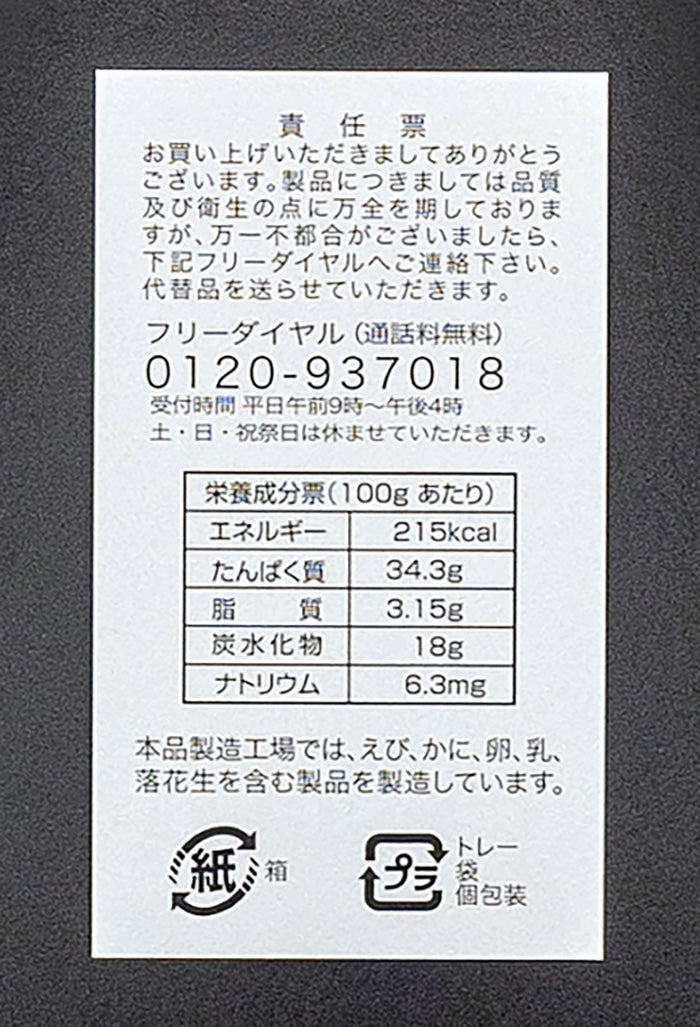 責任票
お買い上げいただきましてありがとう
ございます。製品につきましては品質
及び衛生の点に万全を期しておりま
すが、万一不都合がございましたら、
下記フリーダイヤルへご連絡下さい。
代替品を送らせていただきます。
フリーダイヤル（通話料無料）
0120-937018
受付時間 平日午前9時～午後4時
土・日・祝祭日は休ませていただきます。
栄養成分票（100g あたり）
エネルギー 215kcal
たんぱく質 34.3g
脂質 3.15g
炭水化物 18g
ナトリウム 6.3mg
本品製造工場では、えび、かに、卵、乳、
落花生を含む製品を製造しています。
紙 箱
プラ トレー
袋
個包装